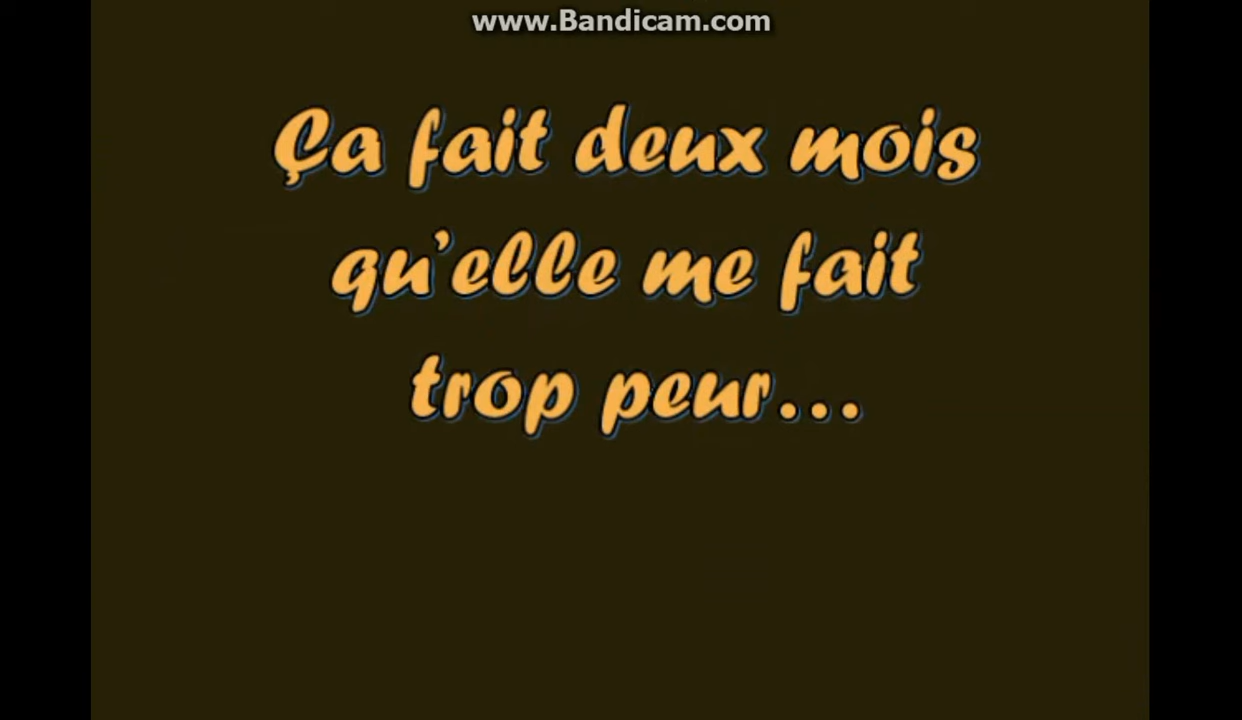 www.Bandicam.com
Ça fait deux mois
qu’elle me fait
trop peur...